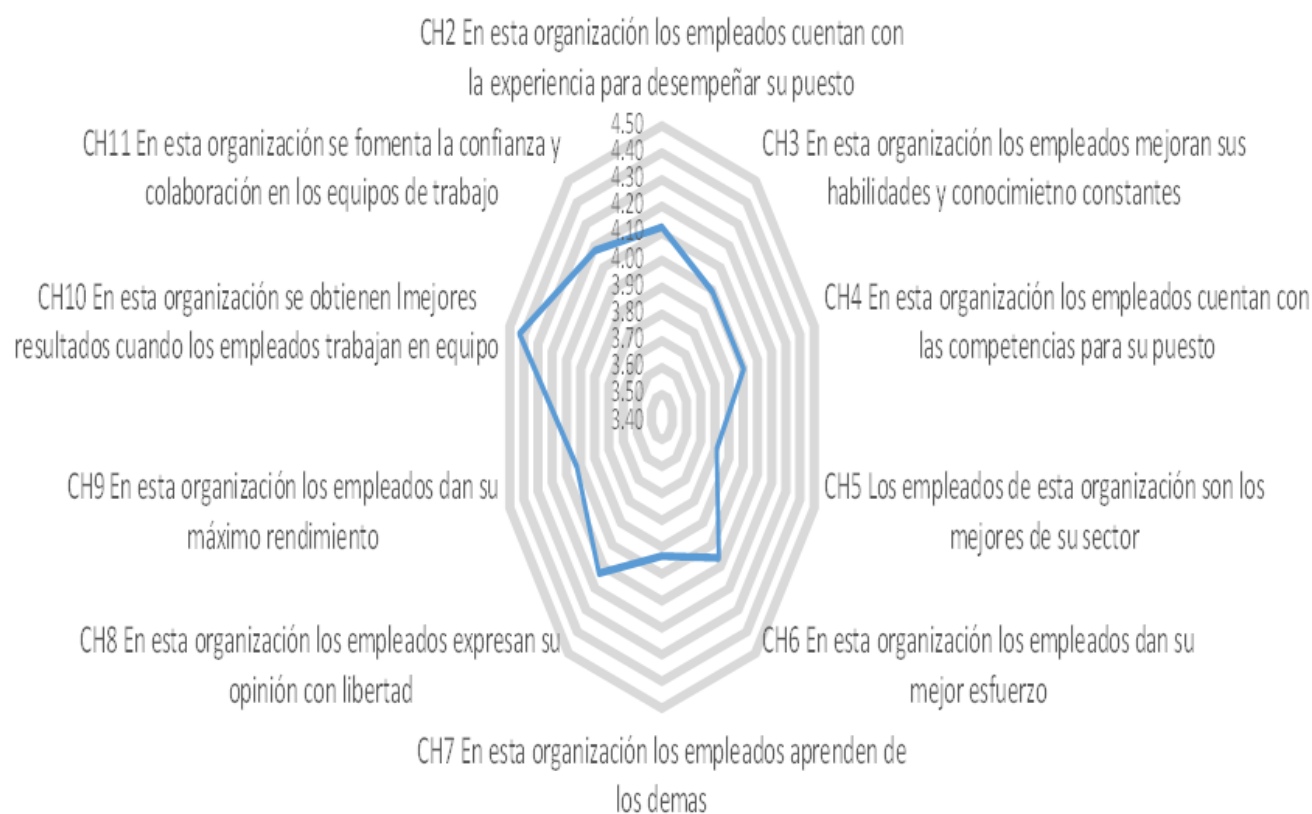 CH2 En esta organización los empleados cuentan con
la experiencia para desempeñar su puesto
CH3 En esta organización los empleados mejoran sus
habilidades y conocimietno constantes
CH4 En esta organización los empleados cuentan con
las competencias para su puesto
CH5 Los empleados de esta organización son los
mejores de su sector
CH6 En esta organización los empleados dan su
mejor esfuerzo
CH7 En esta organización los empleados aprenden de
los demas
CH8 En esta organización los empleados expresan su
opinión con libertad
CH9 En esta organización los empleados dan su
máximo rendimiento
CH10 En esta organización se obtienen lmejores
resultados cuando los empleados trabajan en equipo
CH11 En esta organización se fomenta la confianza y
colaboración en los equipos de trabajo
4.50
4.40
4.30
4.20
4.10
4.00
3.90
3.80
3.70
3.60
3.50
3.40